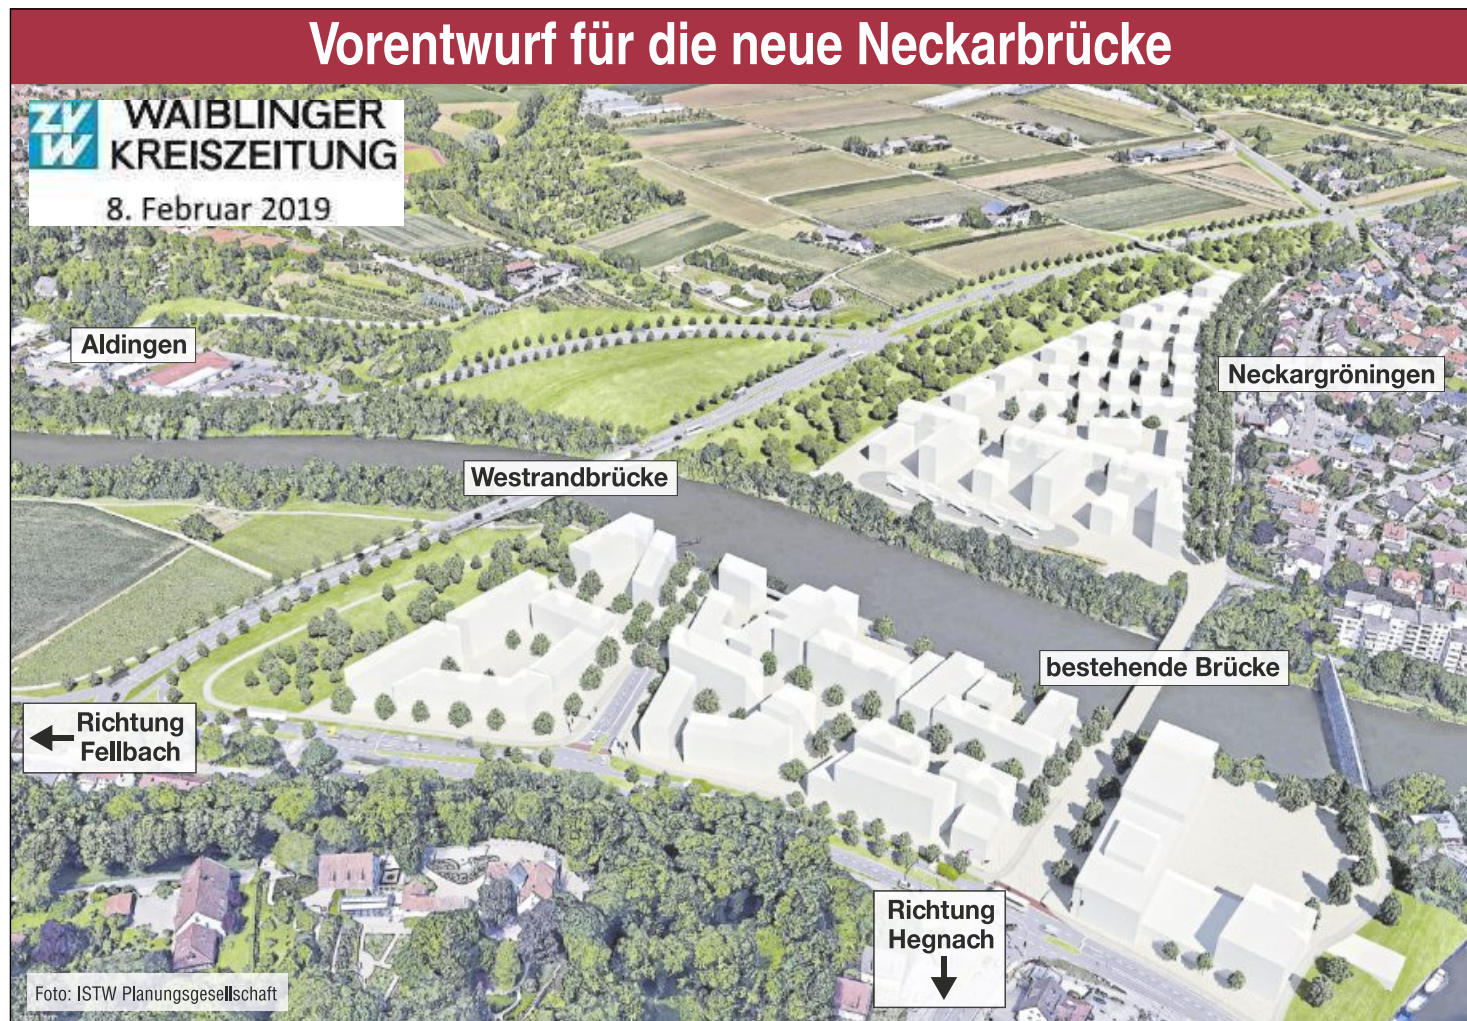 Vorentwurf für die neue Neckarbrücke
ZVW
WAIBLINGER
KREISZEITUNG
8. Februar 2019
Aldingen
Neckargröningen
Westrandbrücke
bestehende Brücke
Richtung
Fellbach
Richtung
Hegnach
Foto: ISTW Planungsgesellschaft